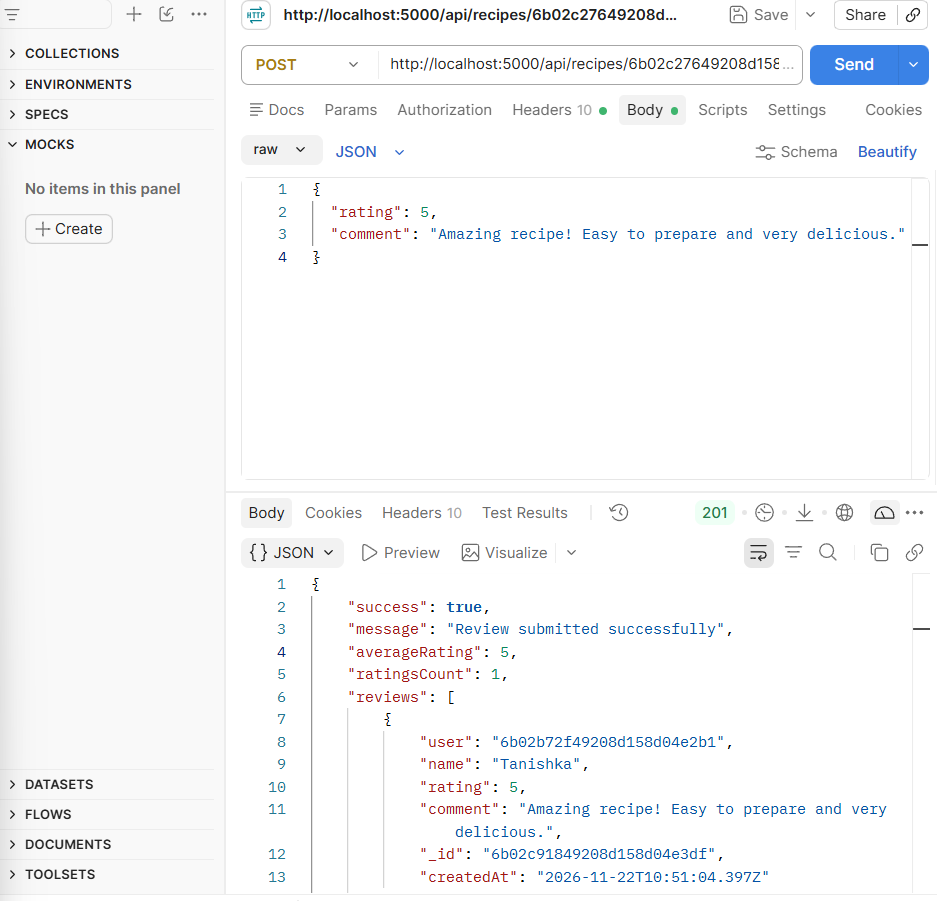 HTTP http://localhost:5000/api/recipes/6b02c27649208d... Save Share
COLLECTIONS
ENVIRONMENTS
SPECS
MOCKS
No items in this panel
Create
DATASETS
FLOWS
DOCUMENTS
TOOLSETS
POST http://localhost:5000/api/recipes/6b02c27649208d158... Send
Docs Params Authorization Headers 10 Body Scripts Settings Cookies
raw JSON Schema Beautify
1 {
2 "rating": 5,
3 "comment": "Amazing recipe! Easy to prepare and very delicious."
4 }
Body Cookies Headers 10 Test Results 201
{} JSON Preview Visualize
1 {
2 "success": true,
3 "message": "Review submitted successfully",
4 "averageRating": 5,
5 "ratingsCount": 1,
6 "reviews": [
7 {
8 "user": "6b02b72f49208d158d04e2b1",
9 "name": "Tanishka",
10 "rating": 5,
11 "comment": "Amazing recipe! Easy to prepare and very
delicious.",
12 "_id": "6b02c91849208d158d04e3df",
13 "createdAt": "2026-11-22T10:51:04.397Z"